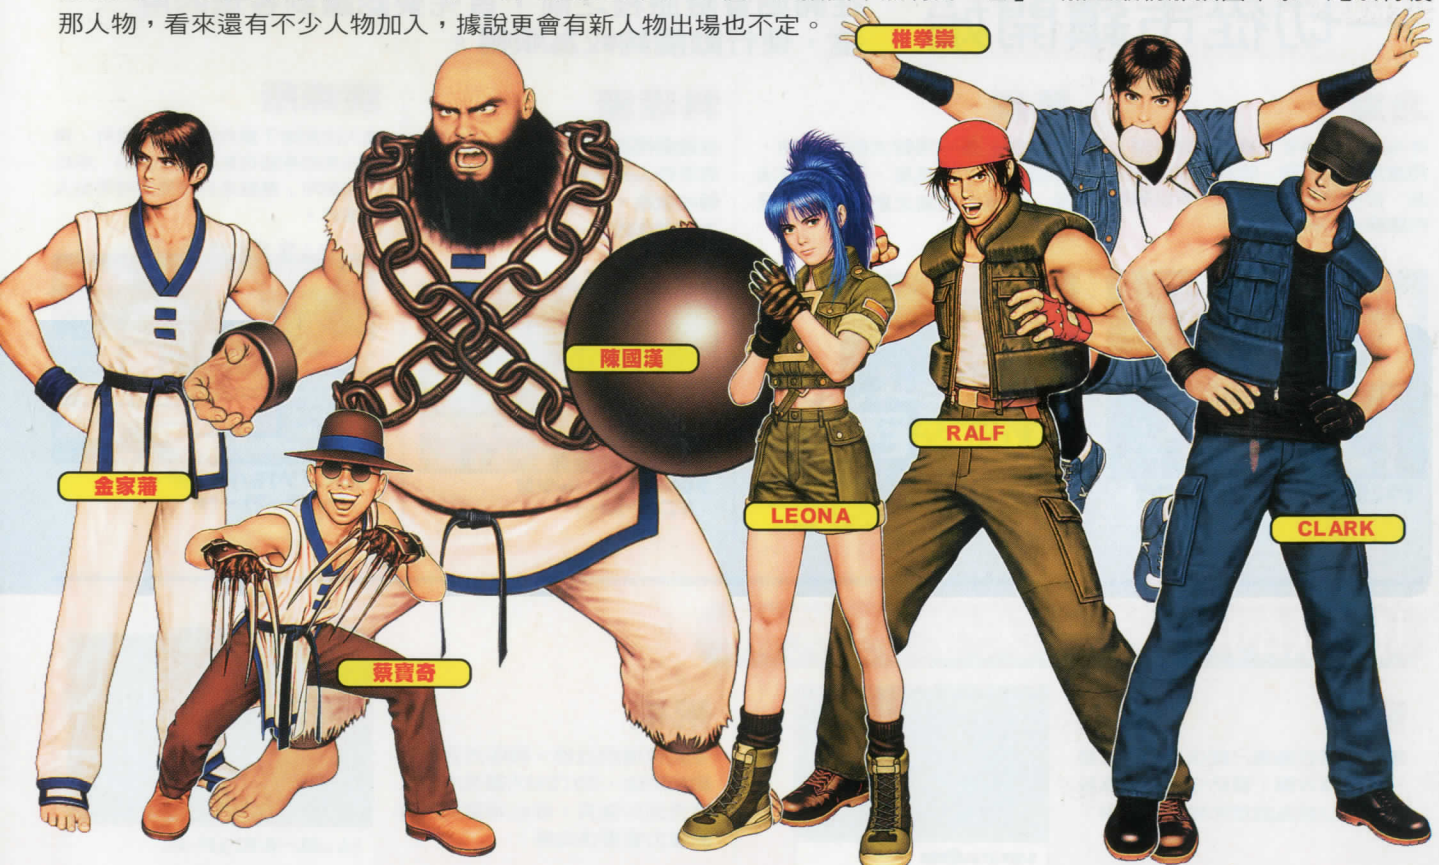 那人物,看來還有不少人物加入,據說更會有新人物出場也不定。
椎拳崇
陳國漢
RALF
金家藩
LEONA
CLARK
蔡寶奇